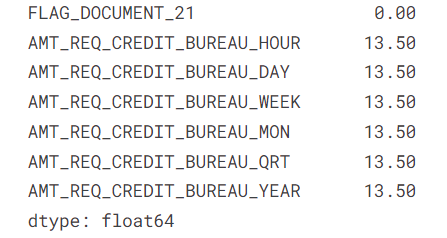 FLAG_DOCUMENT_21 0.00
AMT_REQ_CREDIT_BUREAU_HOUR 13.50
AMT_REQ_CREDIT_BUREAU_DAY 13.50
AMT_REQ_CREDIT_BUREAU_WEEK 13.50
AMT_REQ_CREDIT_BUREAU_MON 13.50
AMT_REQ_CREDIT_BUREAU_QRT 13.50
AMT_REQ_CREDIT_BUREAU_YEAR 13.50
dtype: float64